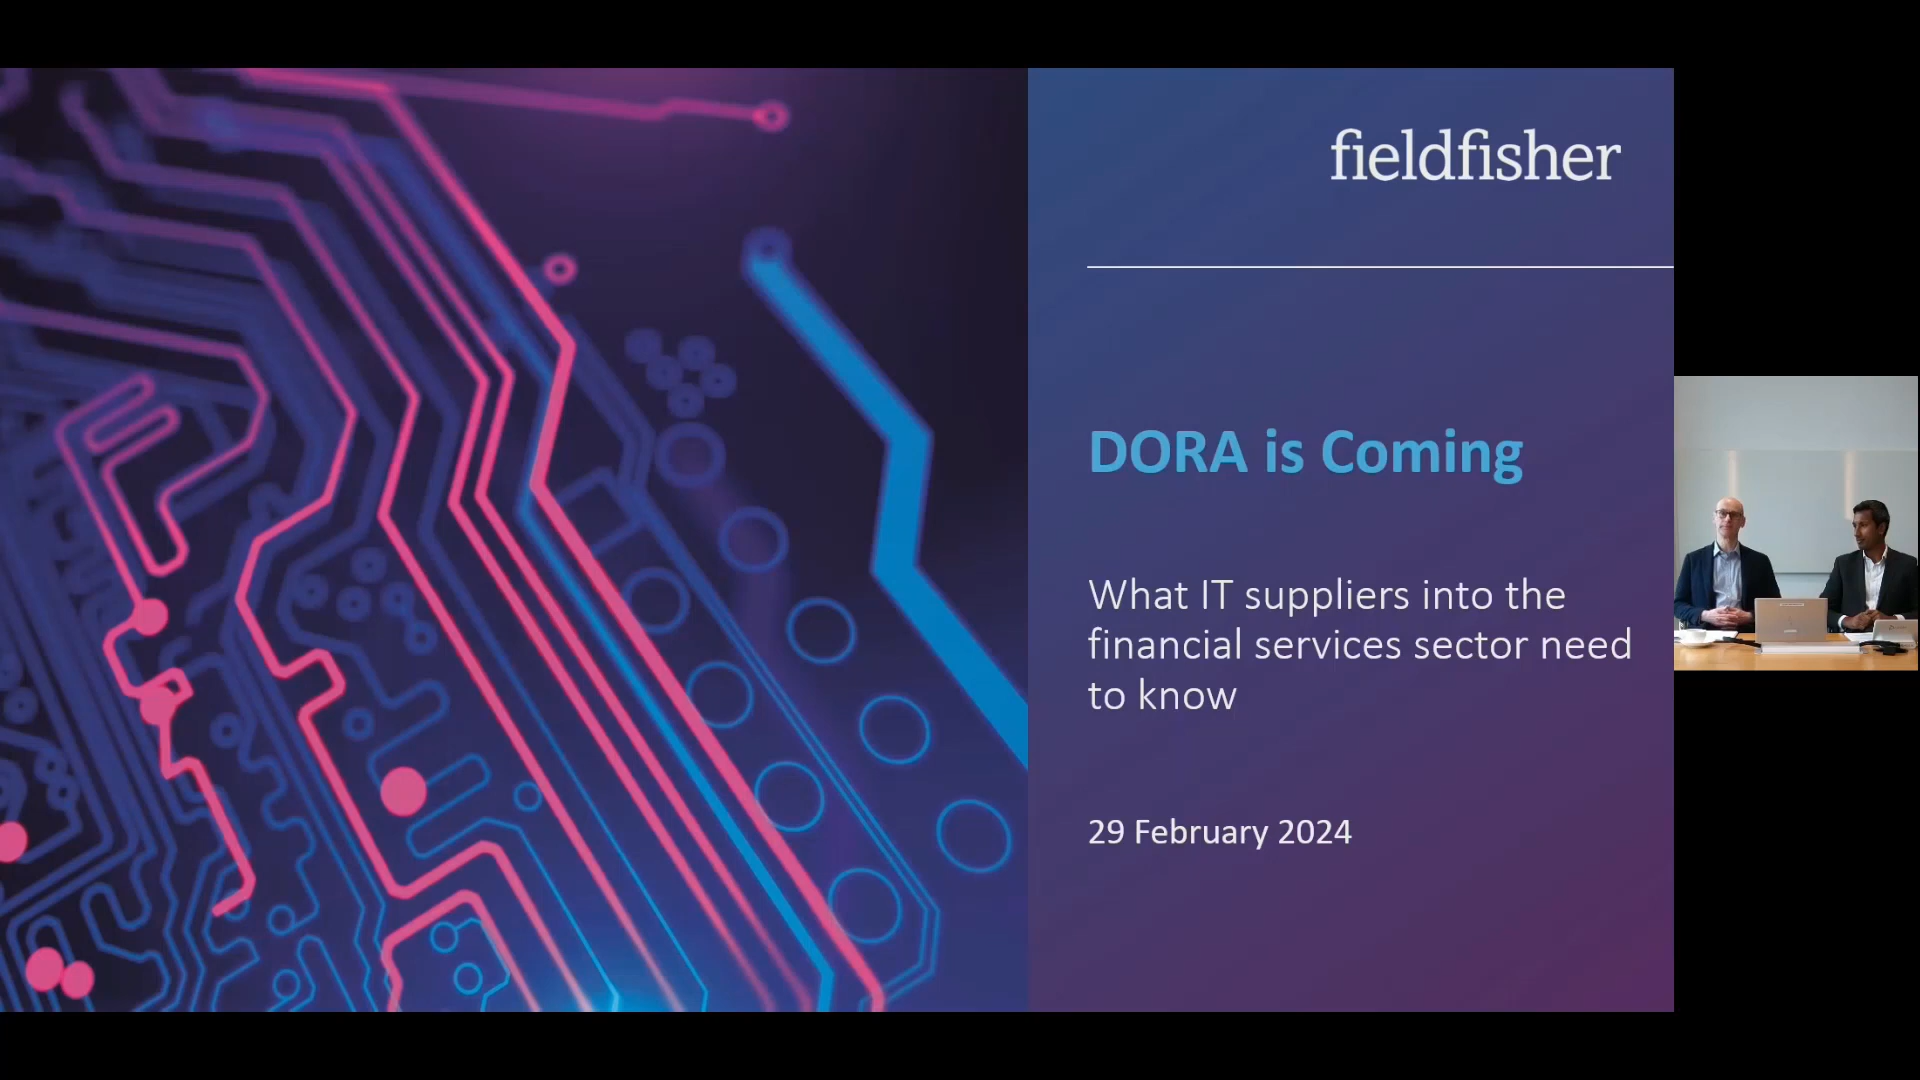 fieldfisher
DORA is Coming
What IT suppliers into the
financial services sector need
to know
29 February 2024